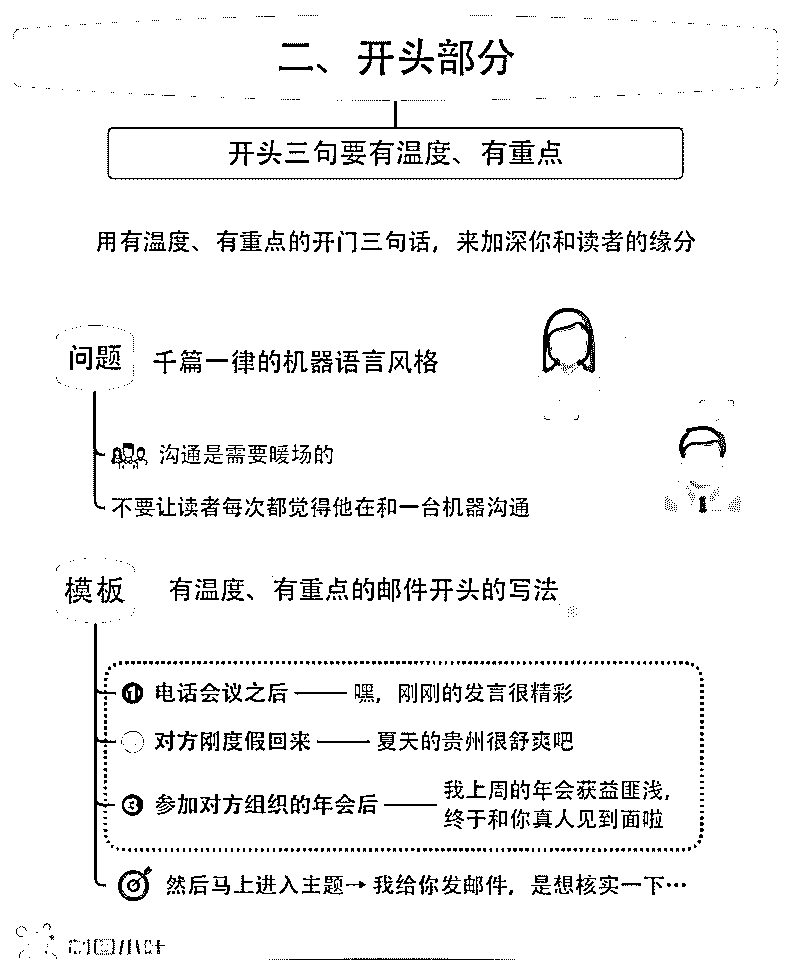 二、开头部分
开头三句要有温度、有重点
用有温度、有重点的开门三句话，来加深你和读者的缘分
问题 千篇一律的机器语言风格
沟通是需要暖场的
不要让读者每次都觉得他在和一台机器沟通
模板 有温度、有重点的邮件开头的写法
1 电话会议之后 —— 嘿，刚刚的发言很精彩
对方刚度假回来 —— 夏天的贵州很舒爽吧
3 参加对方组织的年会后 —— 我上周的年会获益匪浅，
终于和你真人见到面啦
然后马上进入主题→我给你发邮件，是想核实一下…